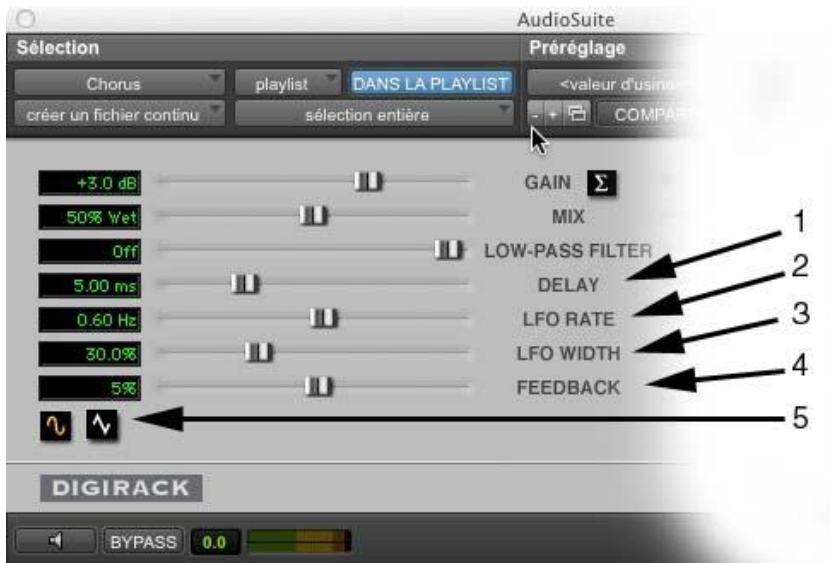 AudioSuite
Sélection
Préréglage
Chorus
playlist
DANS LA PLAYLIST
créer un fichier continu
sélection entière
- +
+3.0 dB
GAIN Σ
50% Wet
MIX
Off
LOW-PASS FILTER
5.00 ms
DELAY
1
0.60 Hz
LFO RATE
2
30.0%
LFO WIDTH
3
5%
FEEDBACK
4
5
DIGIRACK
BYPASS
0.0